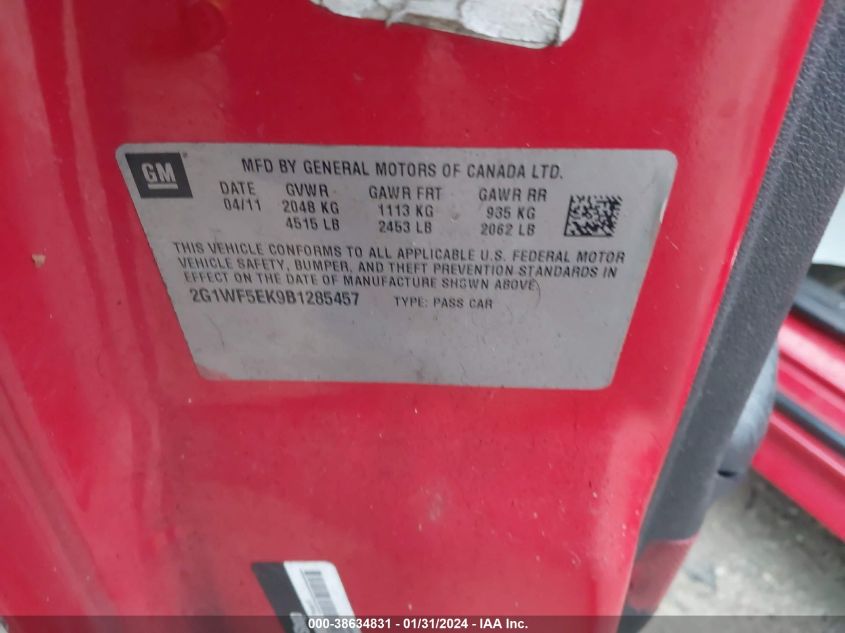 GM
MFD BY GENERAL MOTORS OF CANADA LTD.
DATE GVWR GAWR FRT GAWR RR
04/11 2048 KG 1113 KG 935 KG
4515 LB 2453 LB 2062 LB
THIS VEHICLE CONFORMS TO ALL APPLICABLE U.S. FEDERAL MOTOR
VEHICLE SAFETY, BUMPER, AND THEFT PREVENTION STANDARDS IN
EFFECT ON THE DATE OF MANUFACTURE SHOWN ABOVE.
2G1WF5EK9B1285457 TYPE: PASS CAR
000-38634831 - 01/31/2024 - IAA Inc.